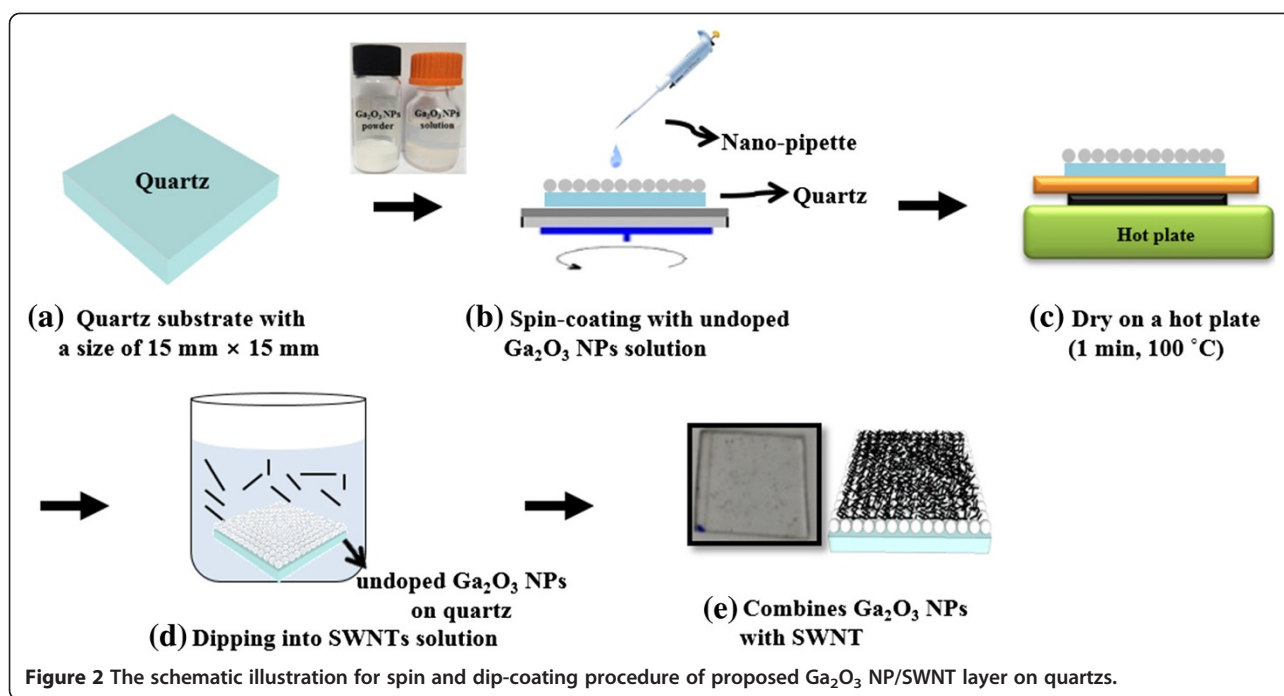 Quartz
Ga₂O₃ NPs
powder
Ga₂O₃ NPs
solution
Nano-pipette
Quartz
Hot plate
(a) Quartz substrate with
a size of 15 mm × 15 mm
(b) Spin-coating with undoped
Ga₂O₃ NPs solution
(c) Dry on a hot plate
(1 min, 100 ˚C)
undoped Ga₂O₃ NPs
on quartz
(d) Dipping into SWNTs solution
(e) Combines Ga₂O₃ NPs
with SWNT
Figure 2 The schematic illustration for spin and dip-coating procedure of proposed Ga₂O₃ NP/SWNT layer on quartzs.